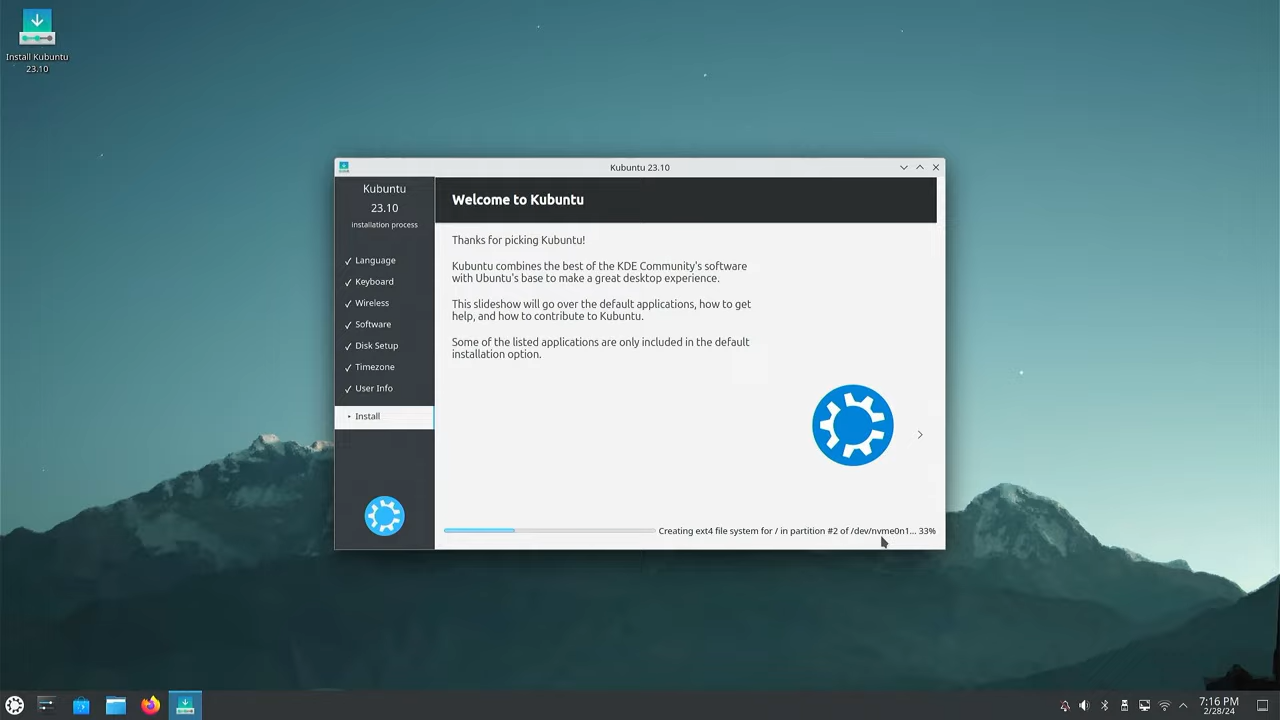 Install Kubuntu
23.10
Kubuntu 23.10
Kubuntu
23.10
installation process
✓ Language
✓ Keyboard
✓ Wireless
✓ Software
✓ Disk Setup
✓ Timezone
✓ User Info
Install
Welcome to Kubuntu
Thanks for picking Kubuntu!
Kubuntu combines the best of the KDE Community's software
with Ubuntu's base to make a great desktop experience.
This slideshow will go over the default applications, how to get
help, and how to contribute to Kubuntu.
Some of the listed applications are only included in the default
installation option.
Creating ext4 file system for / in partition #2 of /dev/nvme0n1... 33%
7:16 PM
2/28/24